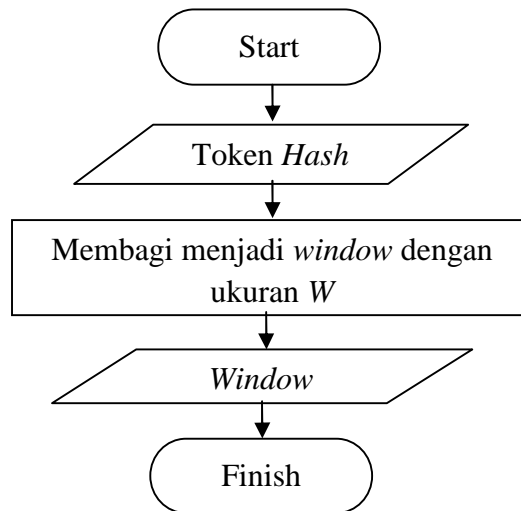 Start
Token Hash
Membagi menjadi window dengan
ukuran W
Window
Finish